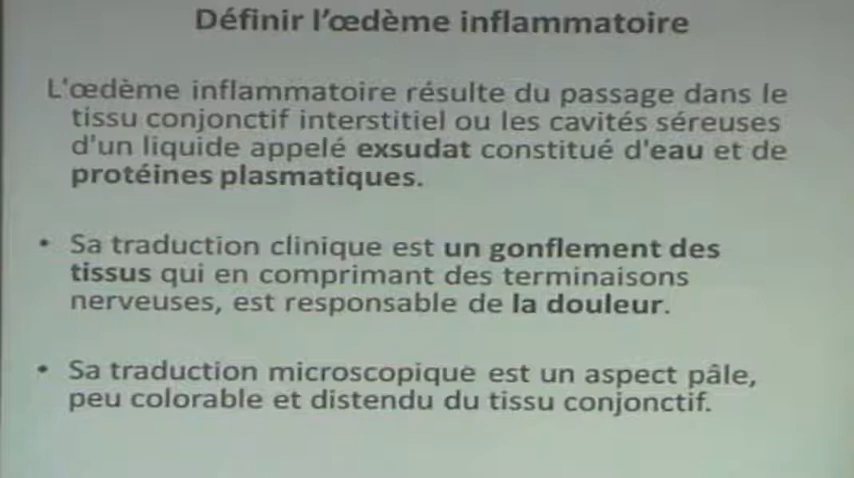 Définir l'œdème inflammatoire
L'œdème inflammatoire résulte du passage dans le
tissu conjonctif interstitiel ou les cavités séreuses
d'un liquide appelé exsudat constitué d'eau et de
protéines plasmatiques.
• Sa traduction clinique est un gonflement des
tissus qui en comprimant des terminaisons
nerveuses, est responsable de la douleur.
• Sa traduction microscopique est un aspect pâle,
peu colorable et distendu du tissu conjonctif.